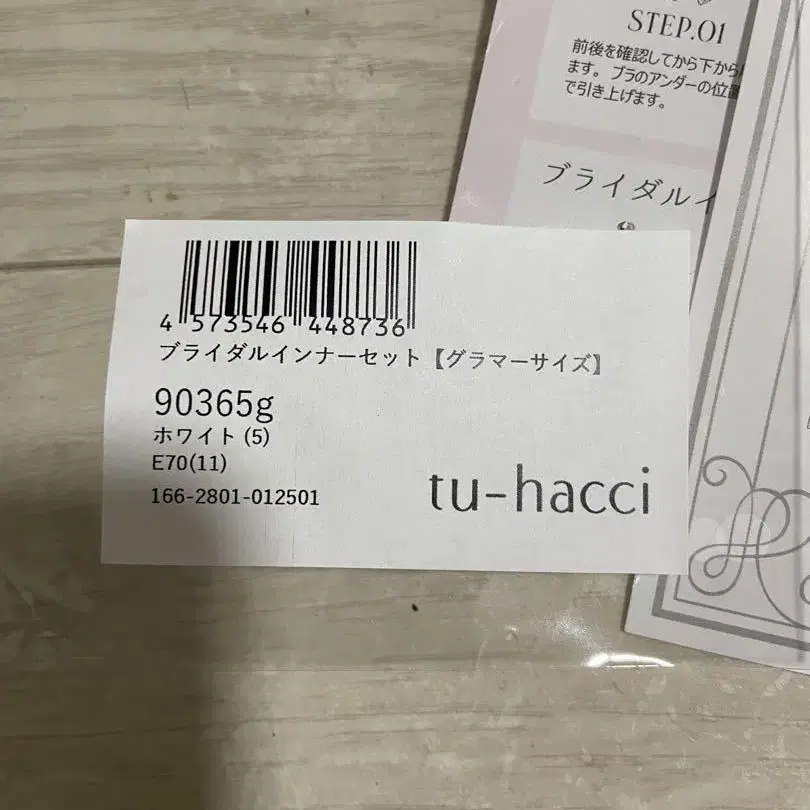 STEP.01
前後を確認してから下から
ます。ブラのアンダーの位置
で引き上げます。
ブライダルイ
4 573546 448736
ブライダルインナーセット【グラマーサイズ】
90365g
ホワイト (5)
E70(11)
166-2801-012501
tu-hacci